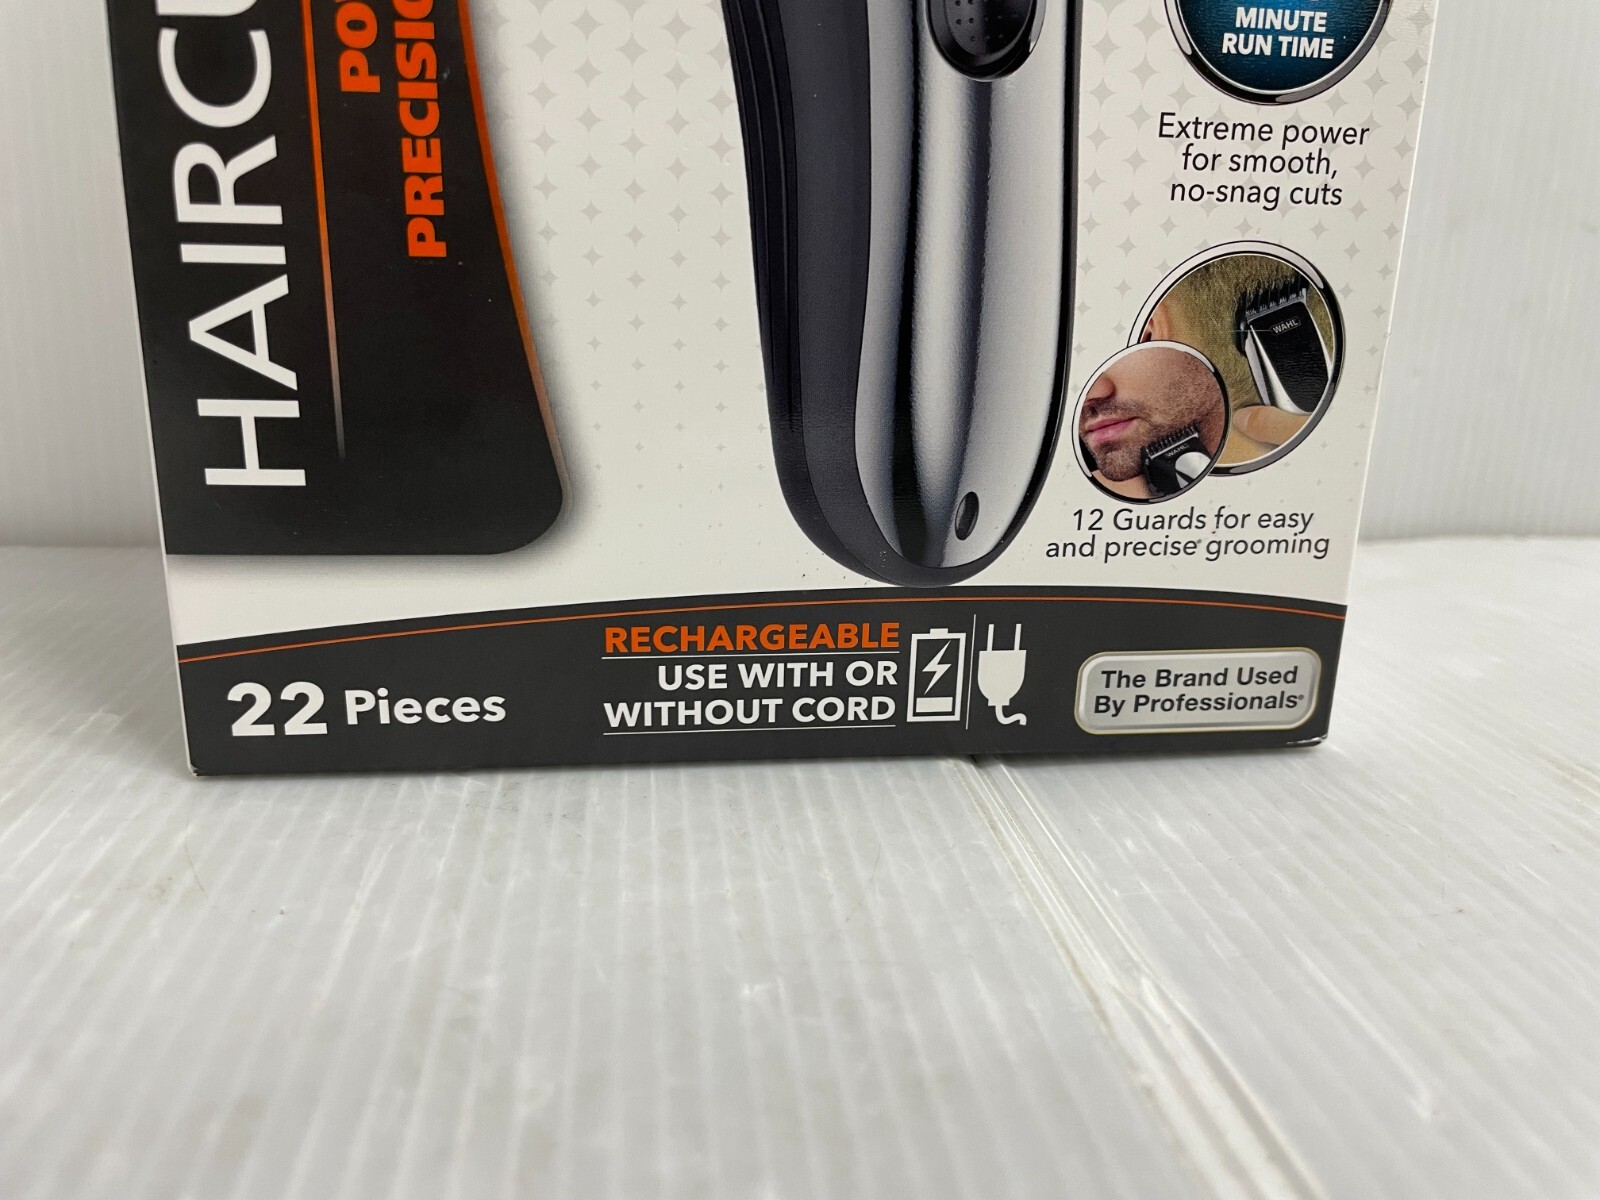 HAIRCU
PO
PRECISIO
MINUTE
RUN TIME
Extreme power
for smooth,
no-snag cuts
WAHL
WAHL
12 Guards for easy
and precise grooming
22 Pieces
RECHARGEABLE
USE WITH OR
WITHOUT CORD
The Brand Used
By Professionals®